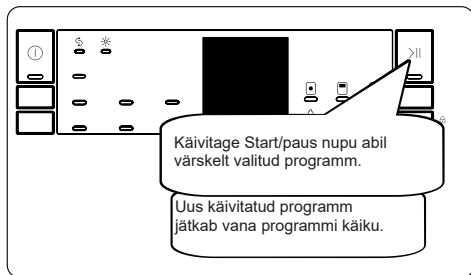 Käivitage Start/paus nupu abil
värskelt valitud programm.
Uus käivitatud programm
jätkab vana programmi käiku.